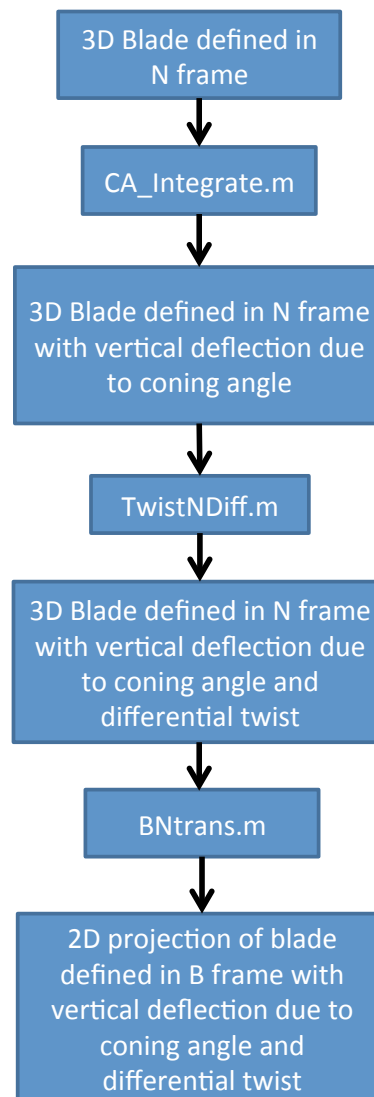 3D Blade defined in
N frame
CA_Integrate.m
3D Blade defined in N frame
with vertical deflection due
to coning angle
TwistNDiff.m
3D Blade defined in N frame
with vertical deflection due
to coning angle and
differential twist
BNtrans.m
2D projection of blade
defined in B frame with
vertical deflection due to
coning angle and
differential twist